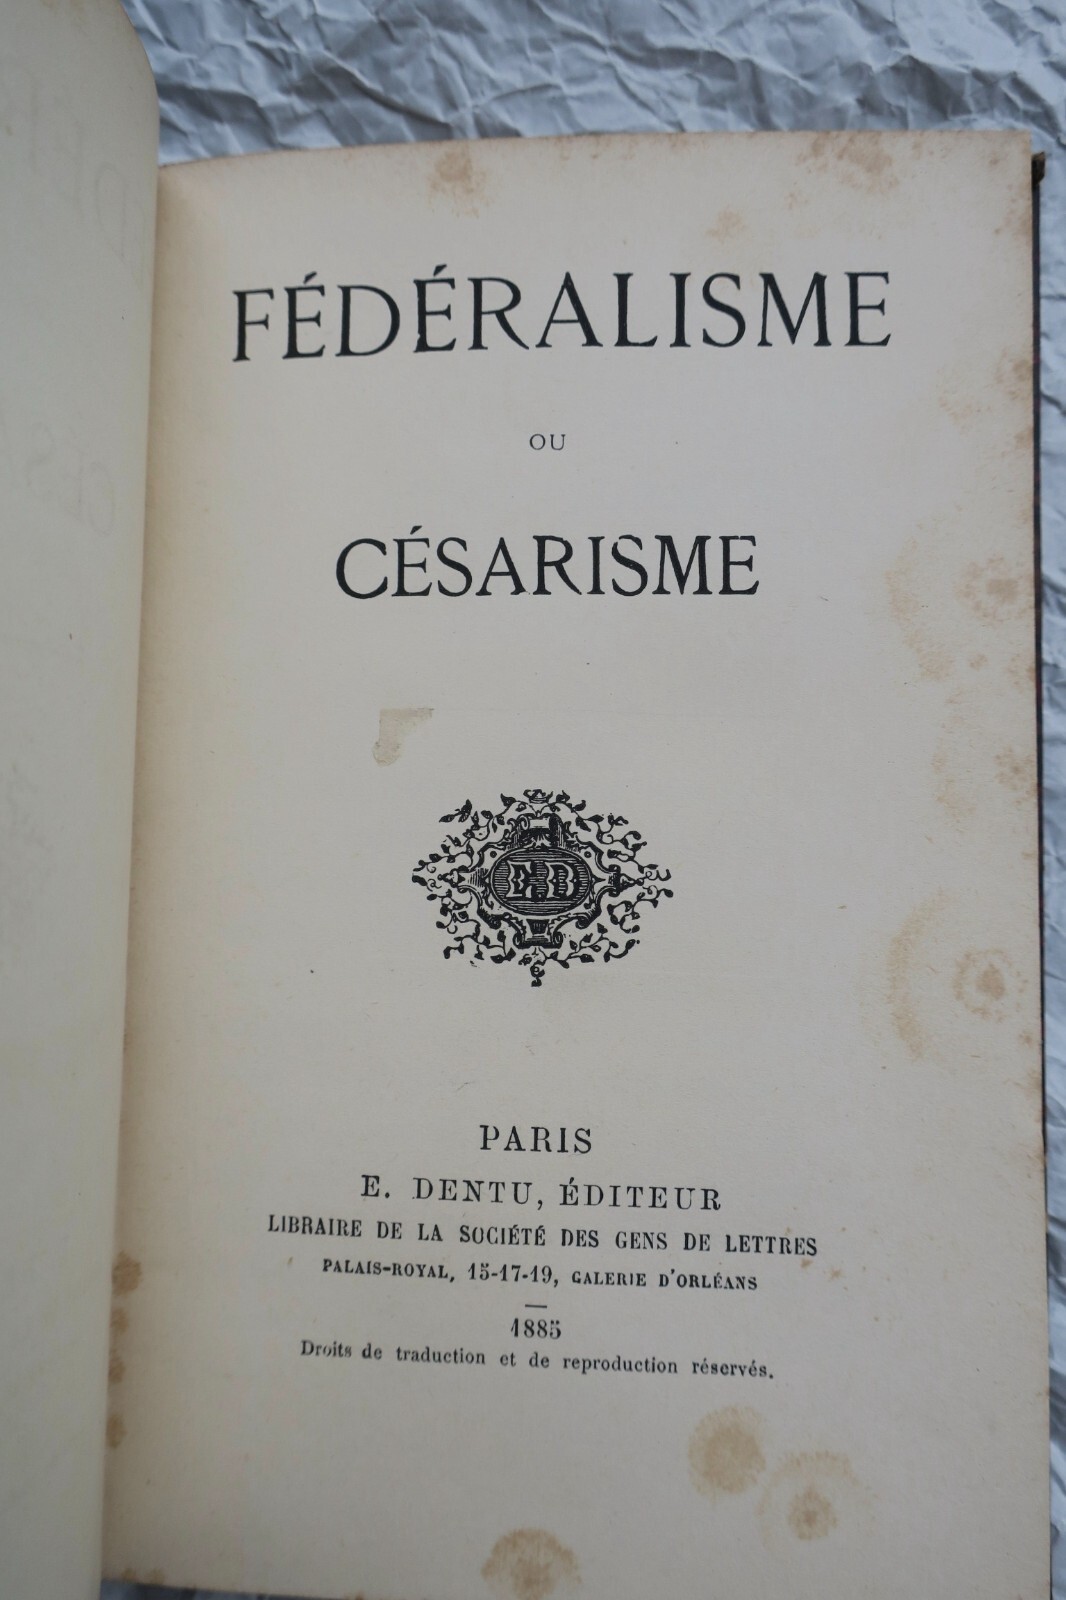 FÉDÉRALISME
OU
CÉSARISME
E.D
PARIS
E. DENTU, ÉDITEUR
LIBRAIRE DE LA SOCIÉTÉ DES GENS DE LETTRES
PALAIS-ROYAL, 15-17-19, GALERIE D'ORLÉANS
1885
Droits de traduction et de reproduction réservés.